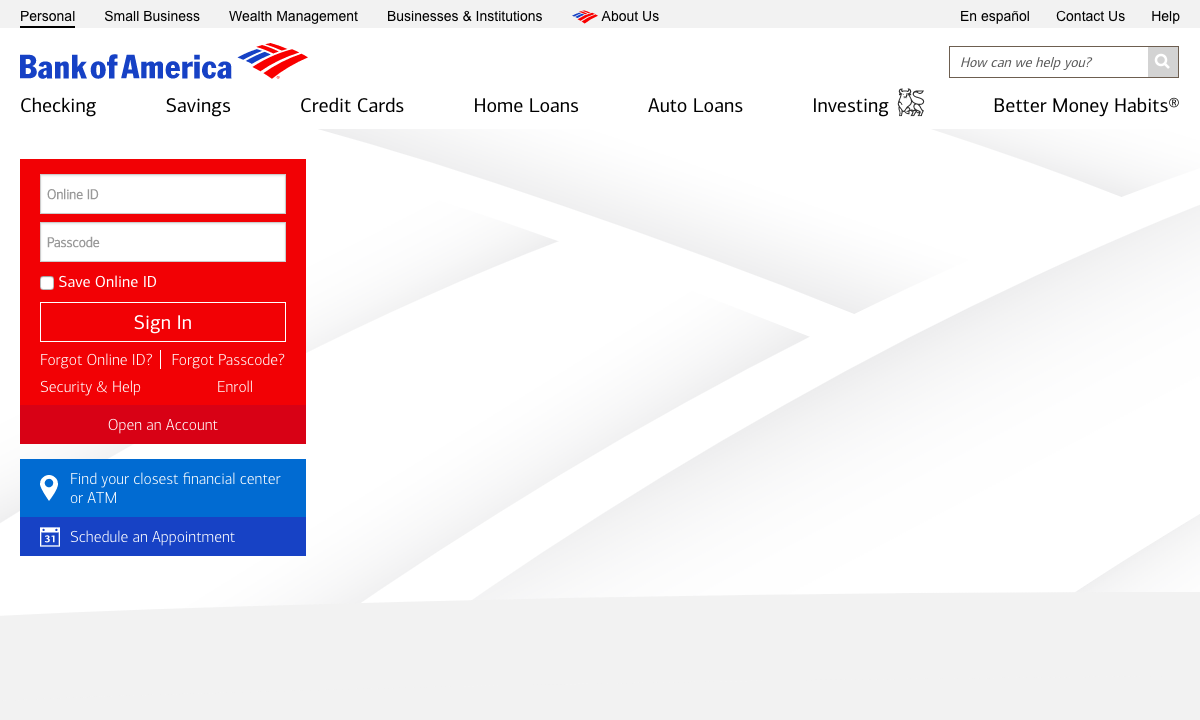 Personal
Small Business
Wealth Management
Businesses & Institutions
About Us
En español
Contact Us
Help
Bank of America
How can we help you?
Checking
Savings
Credit Cards
Home Loans
Auto Loans
Investing
Better Money Habits®
Online ID
Passcode
Save Online ID
Sign In
Forgot Online ID?
Forgot Passcode?
Security & Help
Enroll
Open an Account
Find your closest financial center
or ATM
31
Schedule an Appointment